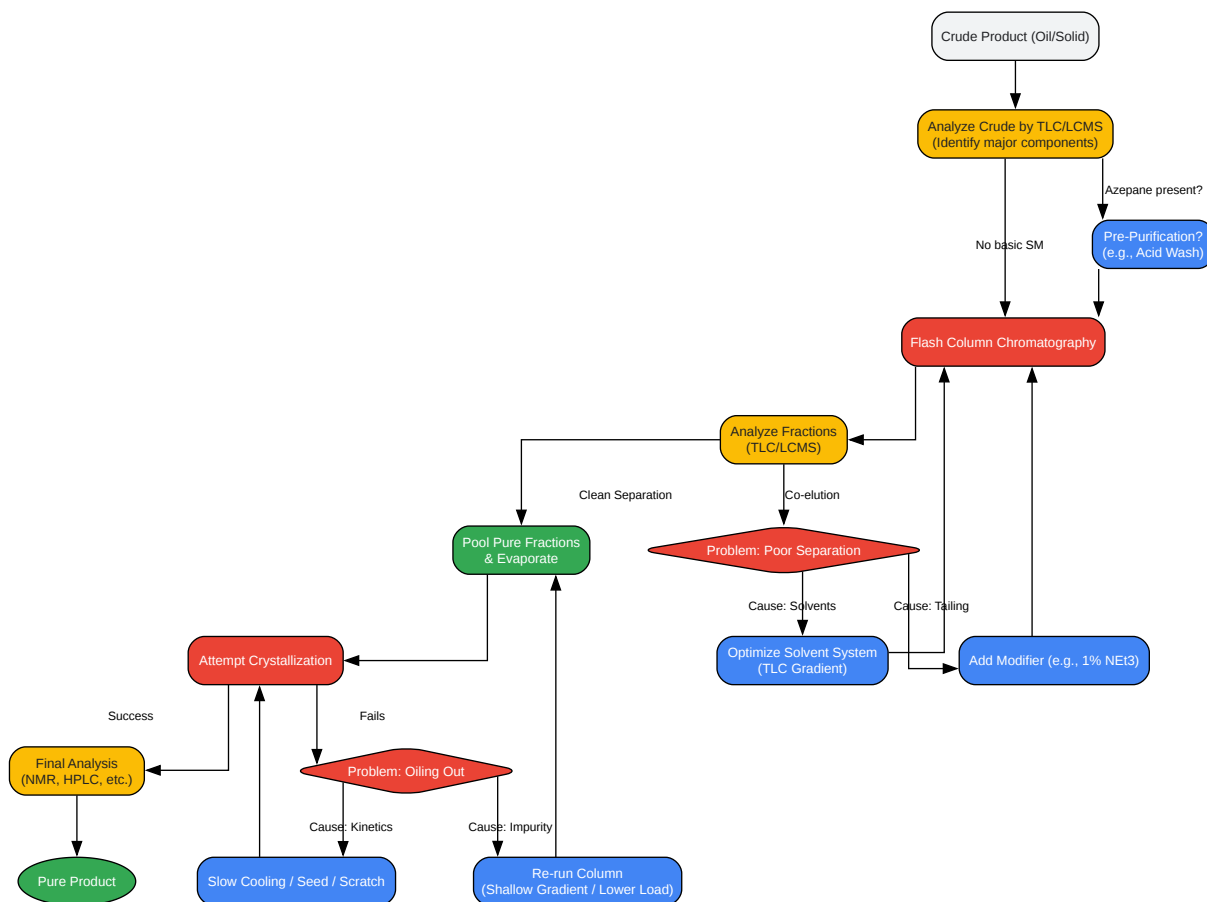 Crude Product (Oil/Solid)
Analyze Crude by TLC/LCMS
(Identify major components)
Azepane present?
Pre-Purification?
(e.g., Acid Wash)
No basic SM
Flash Column Chromatography
Analyze Fractions
(TLC/LCMS)
Clean Separation
Co-elution
Pool Pure Fractions
& Evaporate
Problem: Poor Separation
Cause: Solvents
Cause: Tailing
Optimize Solvent System
(TLC Gradient)
Add Modifier (e.g., 1% NEt3)
Attempt Crystallization
Success
Fails
Final Analysis
(NMR, HPLC, etc.)
Problem: Oiling Out
Cause: Kinetics
Cause: Impurity
Pure Product
Slow Cooling / Seed / Scratch
Re-run Column
(Shallow Gradient / Lower Load)